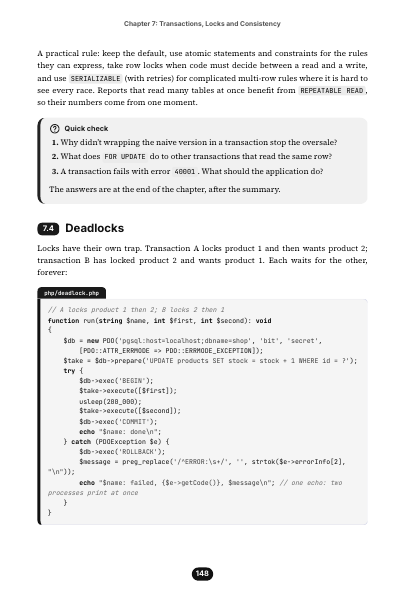 Chapter 7: Transactions, Locks and Consistency
A practical rule: keep the default, use atomic statements and constraints for the rules
they can express, take row locks when code must decide between a read and a write,
and use SERIALIZABLE (with retries) for complicated multi-row rules where it is hard to
see every race. Reports that read many tables at once benefit from REPEATABLE READ,
so their numbers come from one moment.
Quick check
1. Why didn't wrapping the naive version in a transaction stop the oversale?
2. What does FOR UPDATE do to other transactions that read the same row?
3. A transaction fails with error 40001. What should the application do?
The answers are at the end of the chapter, after the summary.
7.4 Deadlocks
Locks have their own trap. Transaction A locks product 1 and then wants product 2;
transaction B has locked product 2 and wants product 1. Each waits for the other,
forever:
php/deadlock.php
// A locks product 1 then 2; B locks 2 then 1
function run(string $name, int $first, int $second): void
{
    $db = new PDO('pgsql:host=localhost;dbname=shop', 'bit', 'secret',
        [PDO::ATTR_ERRMODE => PDO::ERRMODE_EXCEPTION]);
    $take = $db->prepare('UPDATE products SET stock = stock + 1 WHERE id = ?');
    try {
        $db->exec('BEGIN');
        $take->execute([$first]);
        usleep(200_000);
        $take->execute([$second]);
        $db->exec('COMMIT');
        echo "$name: done\n";
    } catch (PDOException $e) {
        $db->exec('ROLLBACK');
        $message = preg_replace('/^ERROR:\s+/', '', strtok($e->errorInfo[2],
"\n"));
        echo "$name: failed, {$e->getCode()}, $message\n"; // one echo: two
processes print at once
    }
}
148